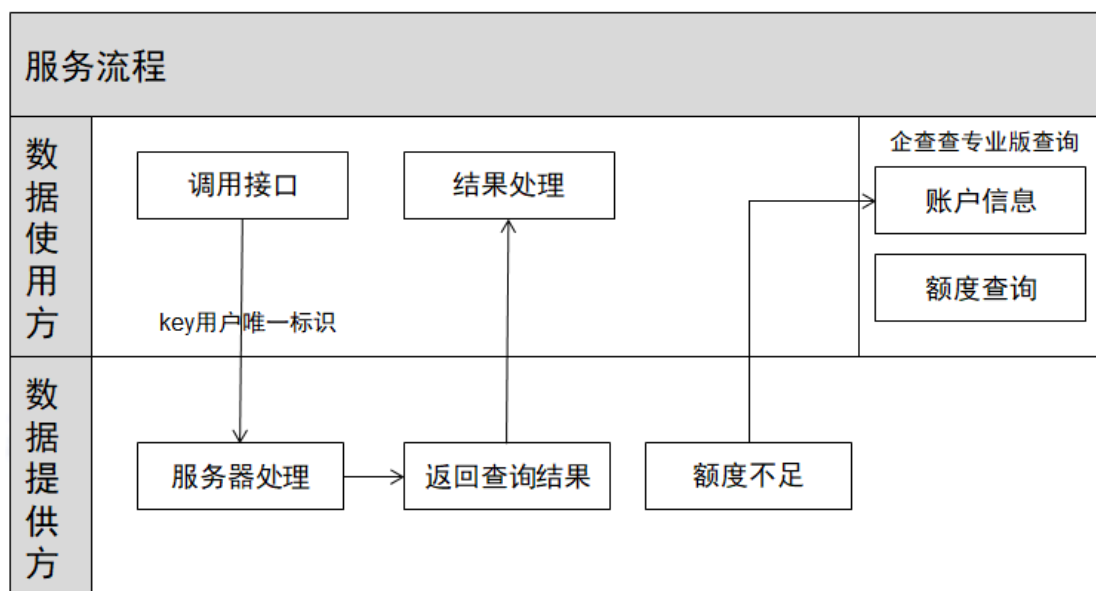 服务流程
数据使用方
调用接口
结果处理
企查查专业版查询
账户信息
额度查询
key用户唯一标识
数据提供方
服务器处理
返回查询结果
额度不足